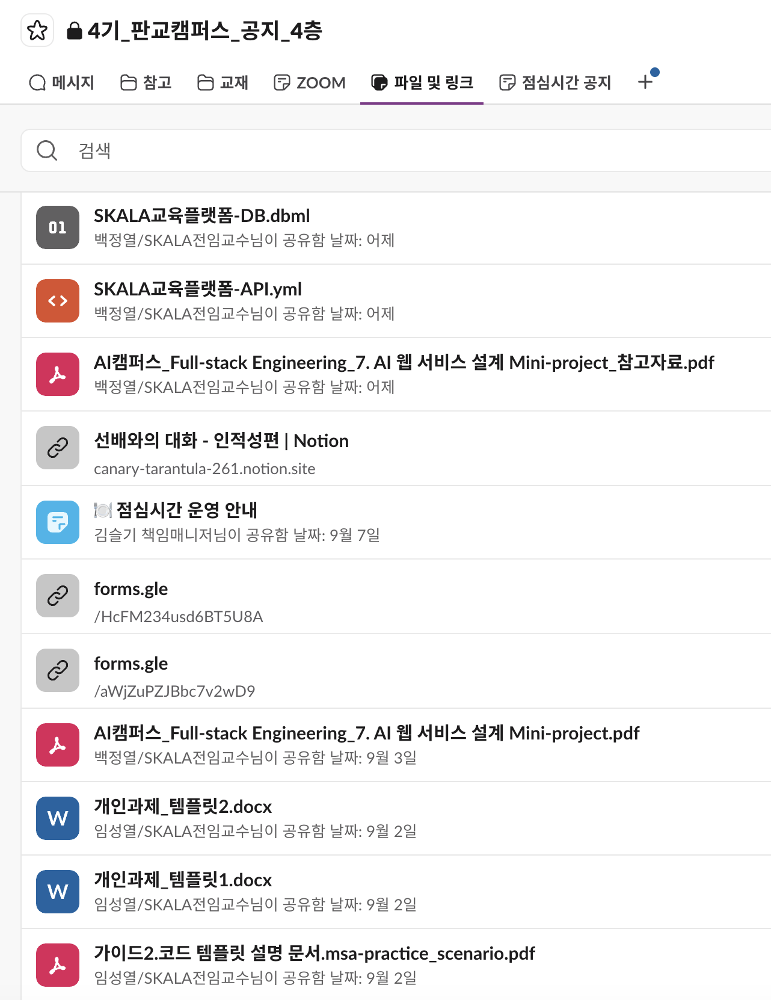 4기_판교캠퍼스_공지_4층
메시지 참고 교재 ZOOM 파일 및 링크 점심시간 공지
검색
01
SKALA교육플랫폼-DB.dbml
백정열/SKALA전임교수님이 공유함 날짜: 어제
SKALA교육플랫폼-API.yml
백정열/SKALA전임교수님이 공유함 날짜: 어제
AI캠퍼스_Full-stack Engineering_7. AI 웹 서비스 설계 Mini-project_참고자료.pdf
백정열/SKALA전임교수님이 공유함 날짜: 어제
선배와의 대화 - 인적성편 | Notion
canary-tarantula-261.notion.site
🍽️ 점심시간 운영 안내
김슬기 책임매니저님이 공유함 날짜: 9월 7일
forms.gle
/HcFM234usd6BT5U8A
forms.gle
/aWjZuPZJBbc7v2wD9
AI캠퍼스_Full-stack Engineering_7. AI 웹 서비스 설계 Mini-project.pdf
백정열/SKALA전임교수님이 공유함 날짜: 9월 3일
W
개인과제_템플릿2.docx
임성열/SKALA전임교수님이 공유함 날짜: 9월 2일
W
개인과제_템플릿1.docx
임성열/SKALA전임교수님이 공유함 날짜: 9월 2일
가이드2.코드 템플릿 설명 문서.msa-practice_scenario.pdf
임성열/SKALA전임교수님이 공유함 날짜: 9월 2일